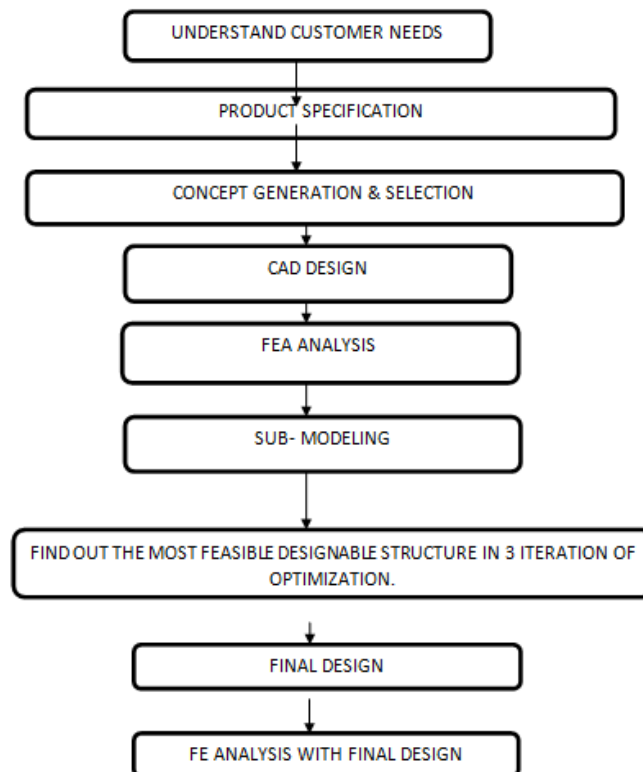 UNDERSTAND CUSTOMER NEEDS
PRODUCT SPECIFICATION
CONCEPT GENERATION & SELECTION
CAD DESIGN
FEA ANALYSIS
SUB- MODELING
FIND OUT THE MOST FEASIBLE DESIGNABLE STRUCTURE IN 3 ITERATION OF
OPTIMIZATION.
FINAL DESIGN
FE ANALYSIS WITH FINAL DESIGN